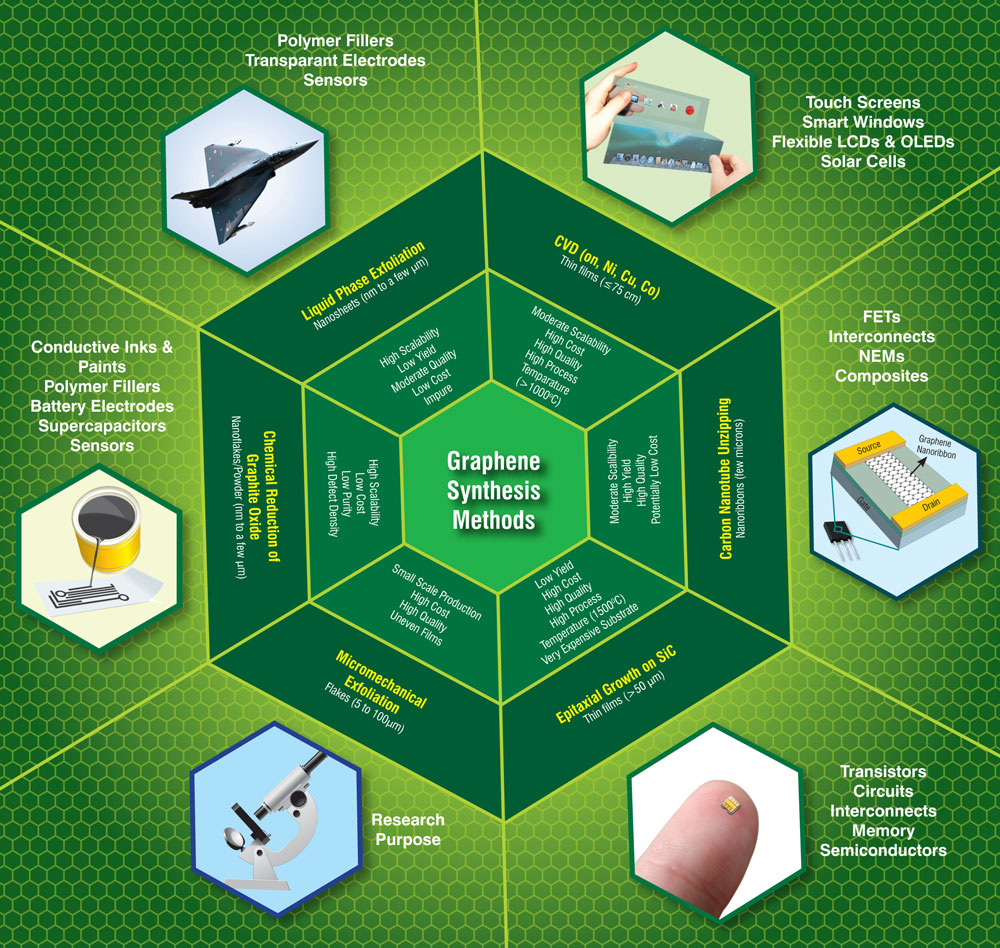 Polymer Fillers
Transparant Electrodes
Sensors
Touch Screens
Smart Windows
Flexible LCDs & OLEDs
Solar Cells
Liquid Phase Exfoliation
Nanosheets (nm to a few µm)
CVD (on, Ni, Cu, Co)
Thin films (≤75 cm)
High Scalability
Low Yield
Moderate Quality
Low Cost
Impure
Moderate Scalability
High Cost
High Quality
High Process
Temparature
(>1000ºC)
Conductive Inks &
Paints
Polymer Fillers
Battery Electrodes
Supercapacitors
Sensors
FETs
Interconnects
NEMs
Composites
Chemical Reduction of
Graphite Oxide
Nanoflakes/Powder (nm to a few µm)
High Scalability
Low Cost
Low Purity
High Defect Density
Graphene
Synthesis
Methods
Moderate Scalibility
High Yield
High Quality
Potentially Low Cost
Carbon Nanotube Unzipping
Nanoribbons (few microns)
Source
Graphene
Nanoribbon
Gate
Drain
Small Scale Production
High Cost
High Quality
Uneven Films
Low Yield
High Cost
High Quality
High Process
Temperature (1500ºC)
Very Expensive Substrate
Micromechanical
Exfoliation
Flakes (5 to 100µm)
Epitaxial Growth on SiC
Thin films (>50 µm)
Research
Purpose
Transistors
Circuits
Interconnects
Memory
Semiconductors